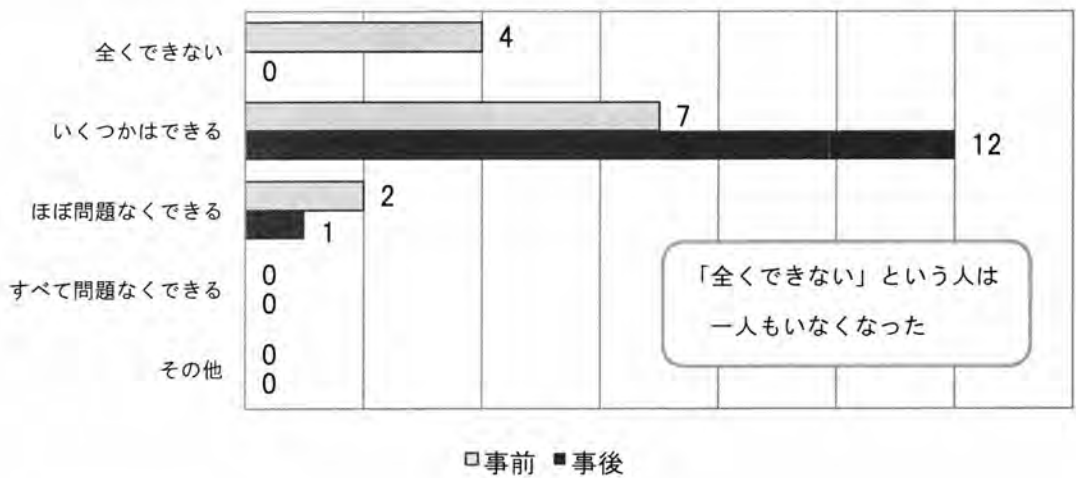 全くできない
4
0
いくつかはできる
7
12
ほぼ問題なくできる
2
1
すべて問題なくできる
0
0
その他
0
0
「全くできない」という人は
一人もいなくなった
□事前 ■事後